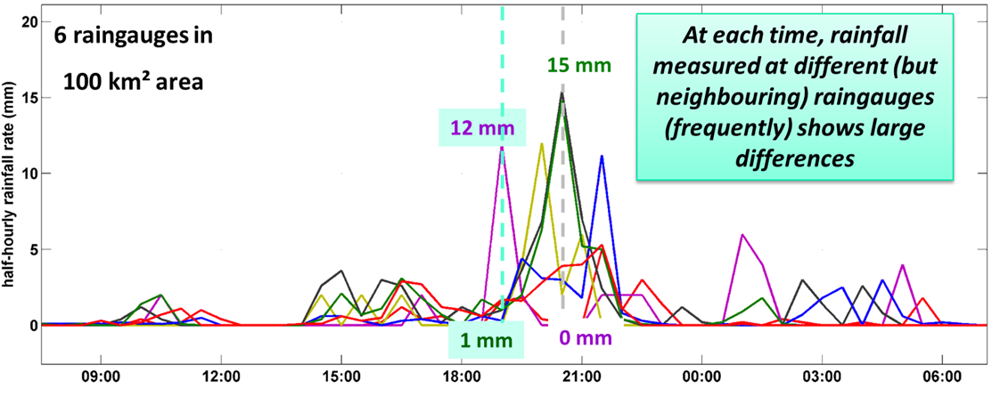 6 raingauges in
100 km² area
At each time, rainfall
measured at different (but
neighbouring) raingauges
(frequently) shows large
differences
15 mm
12 mm
1 mm
0 mm
half-hourly rainfall rate (mm)
20
15
10
5
0
09:00 12:00 15:00 18:00 21:00 00:00 03:00 06:00